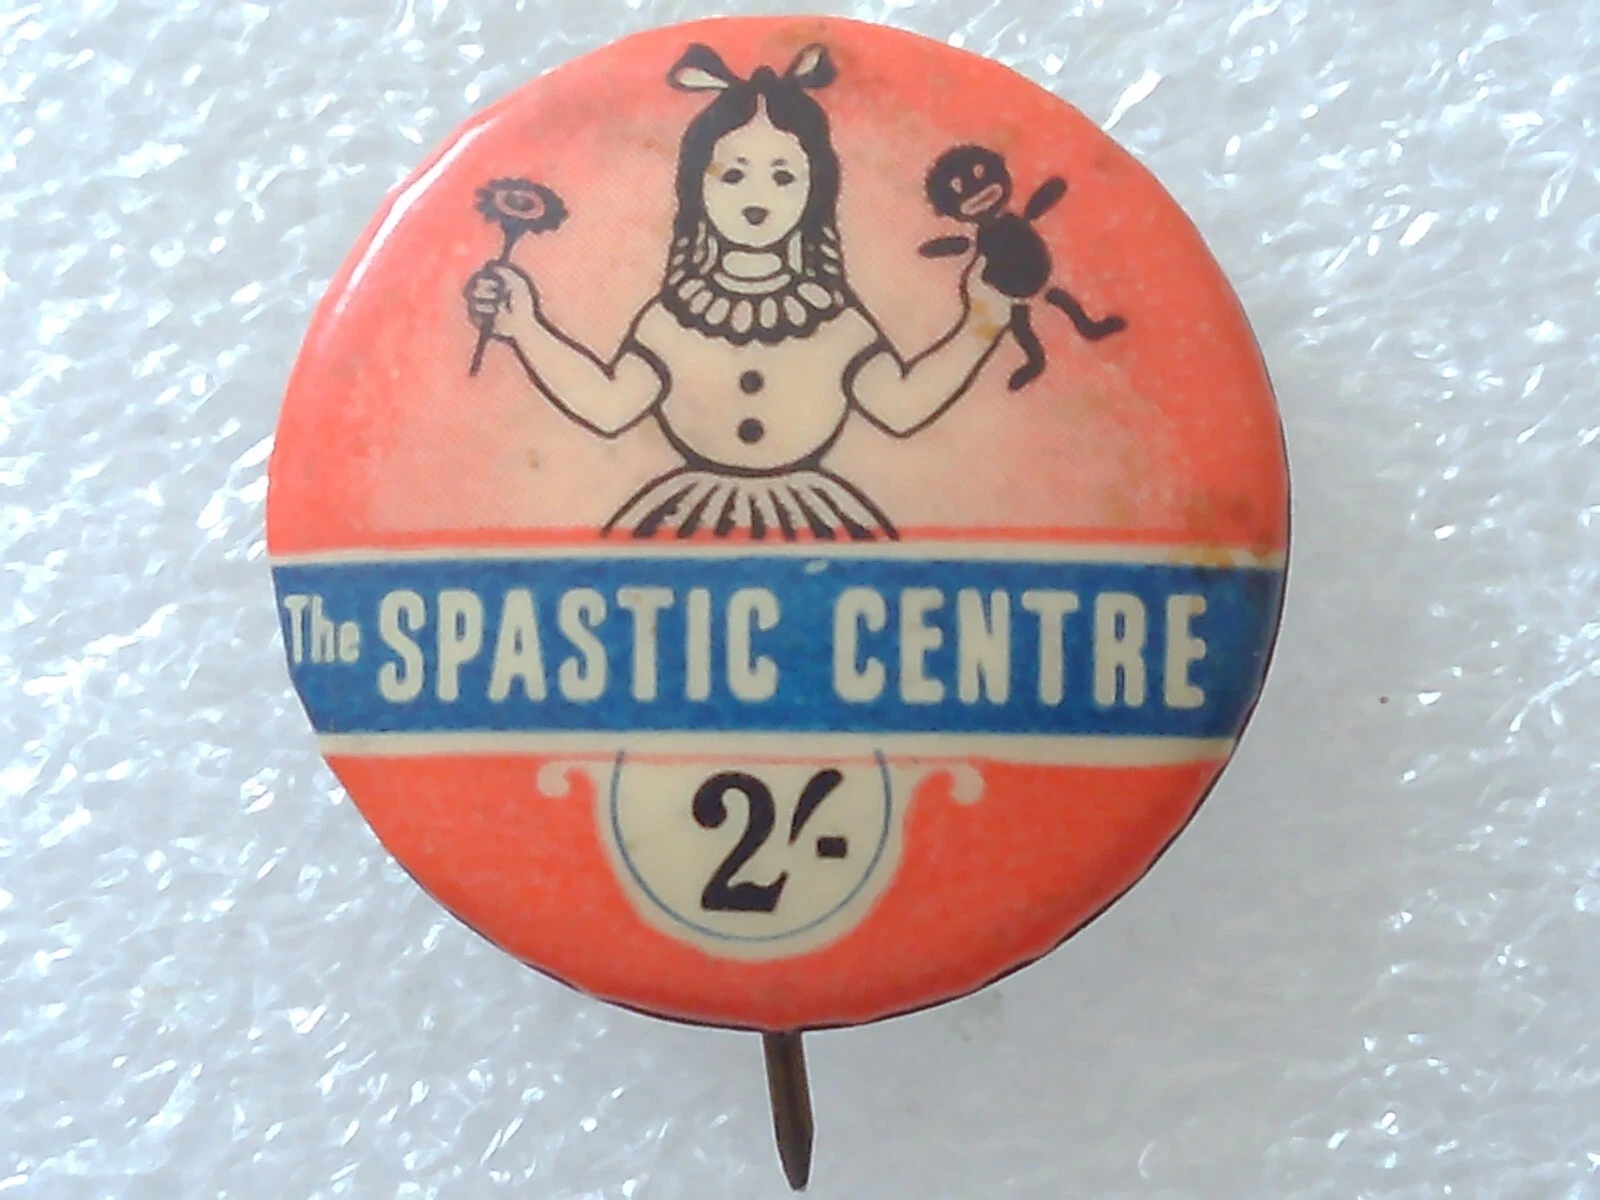 The SPASTIC CENTRE
2/-